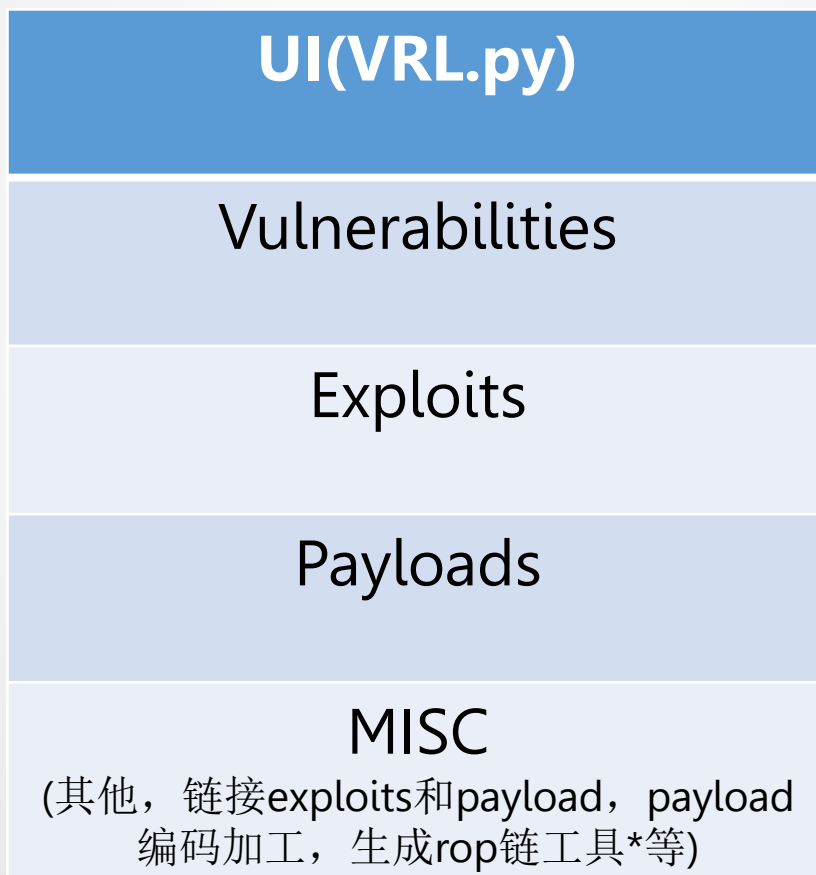 UI(VRL.py)
Vulnerabilities
Exploits
Payloads
MISC
(其他，链接exploits和payload，payload
编码加工，生成rop链工具*等)